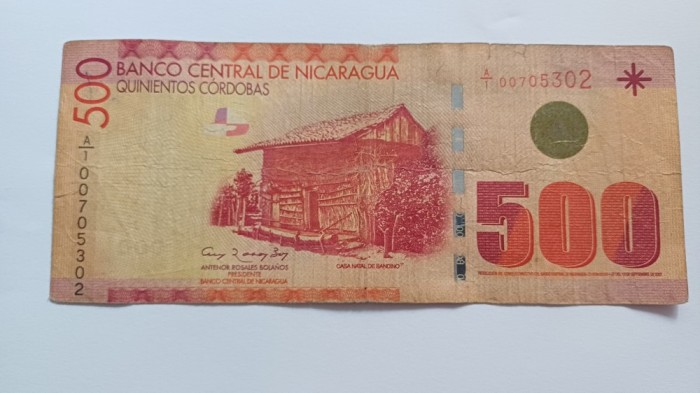 500
BANCO CENTRAL DE NICARAGUA
QUINIENTOS CÓRDOBAS
A/1 00705302
A/1 00705302
ANTENOR ROSALES BOLAÑOS
PRESIDENTE
BANCO CENTRAL DE NICARAGUA
CASA NATAL DE SANDINO
500